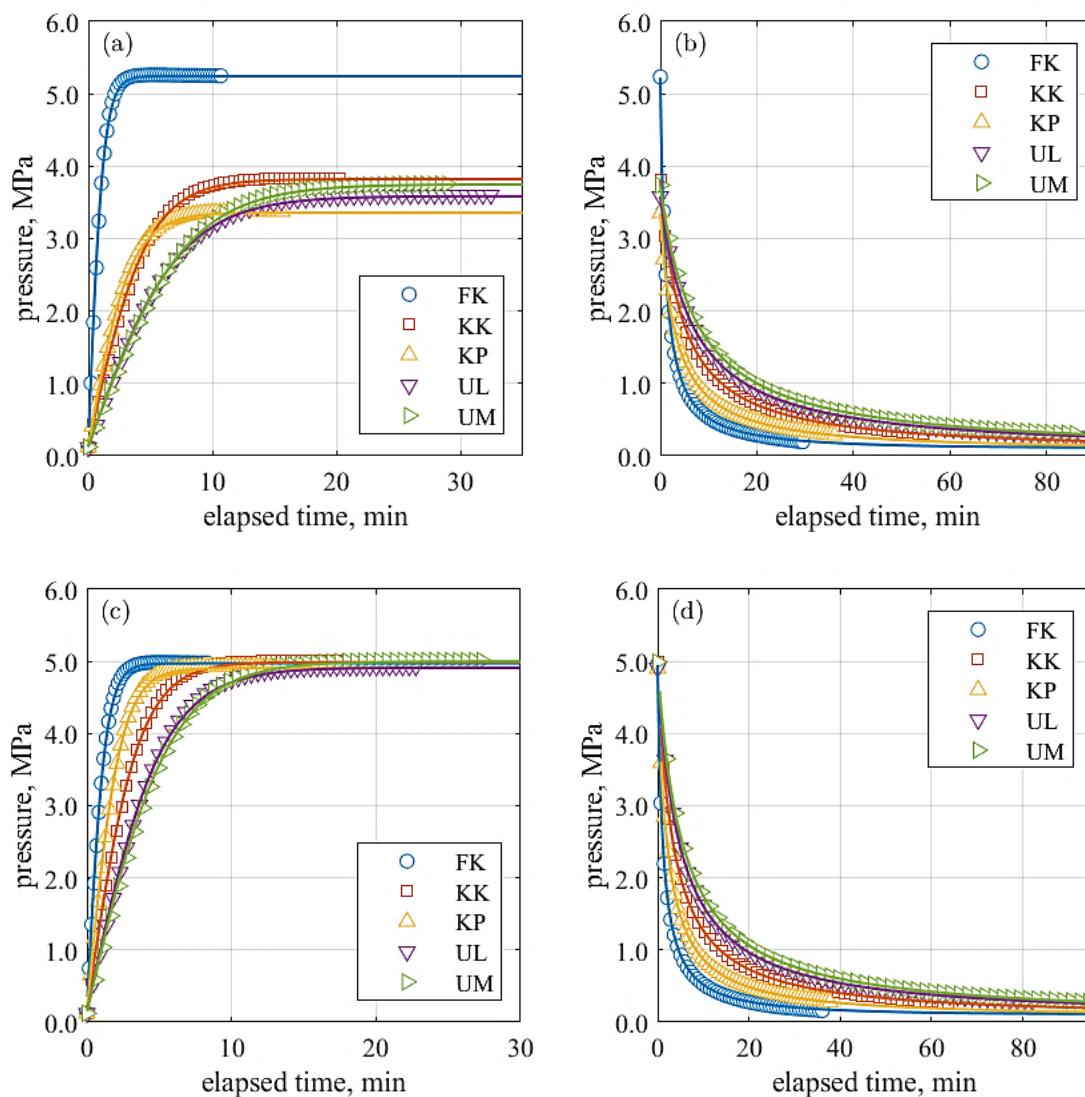 (a)
6.0
5.0
4.0
3.0
2.0
1.0
0.0
pressure, MPa
FK
KK
KP
UL
UM
0 10 20 30
elapsed time, min
(b)
6.0
5.0
4.0
3.0
2.0
1.0
0.0
pressure, MPa
FK
KK
KP
UL
UM
0 20 40 60 80
elapsed time, min
(c)
6.0
5.0
4.0
3.0
2.0
1.0
0.0
pressure, MPa
FK
KK
KP
UL
UM
0 10 20 30
elapsed time, min
(d)
6.0
5.0
4.0
3.0
2.0
1.0
0.0
pressure, MPa
FK
KK
KP
UL
UM
0 20 40 60 80
elapsed time, min